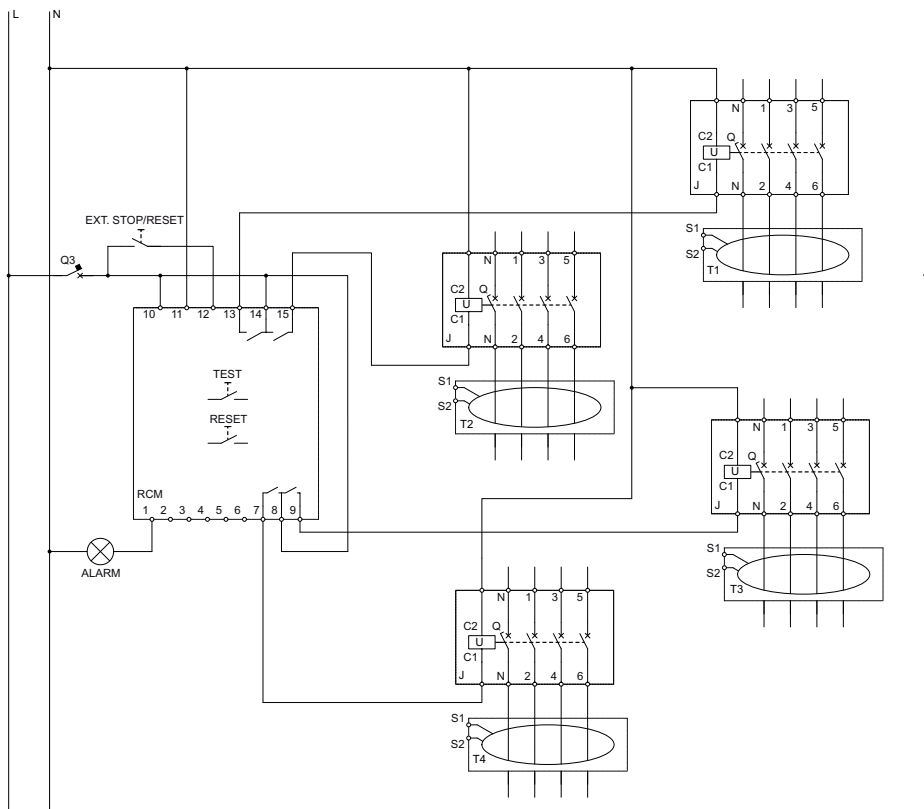 L N
N 1 3 5
C2 Q
U
C1
J N 2 4 6
S1
S2
T1
EXT. STOP/RESET
Q3
N 1 3 5
C2 Q
U
C1
J N 2 4 6
S1
S2
T2
10 11 12 13 14 15
TEST
RESET
RCM
1 2 3 4 5 6 7 8 9
ALARM
N 1 3 5
C2 Q
U
C1
J N 2 4 6
S1
S2
T3
N 1 3 5
C2 Q
U
C1
J N 2 4 6
S1
S2
T4